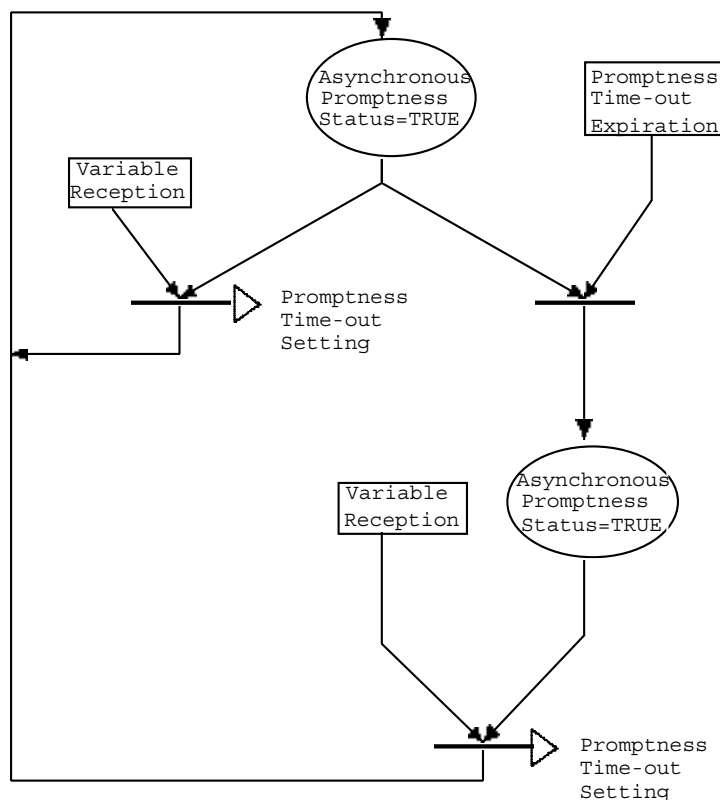 Asynchronous
Promptness
Status=TRUE
Promptness
Time-out
Expiration
Variable
Reception
Promptness
Time-out
Setting
Variable
Reception
Asynchronous
Promptness
Status=TRUE
Promptness
Time-out
Setting